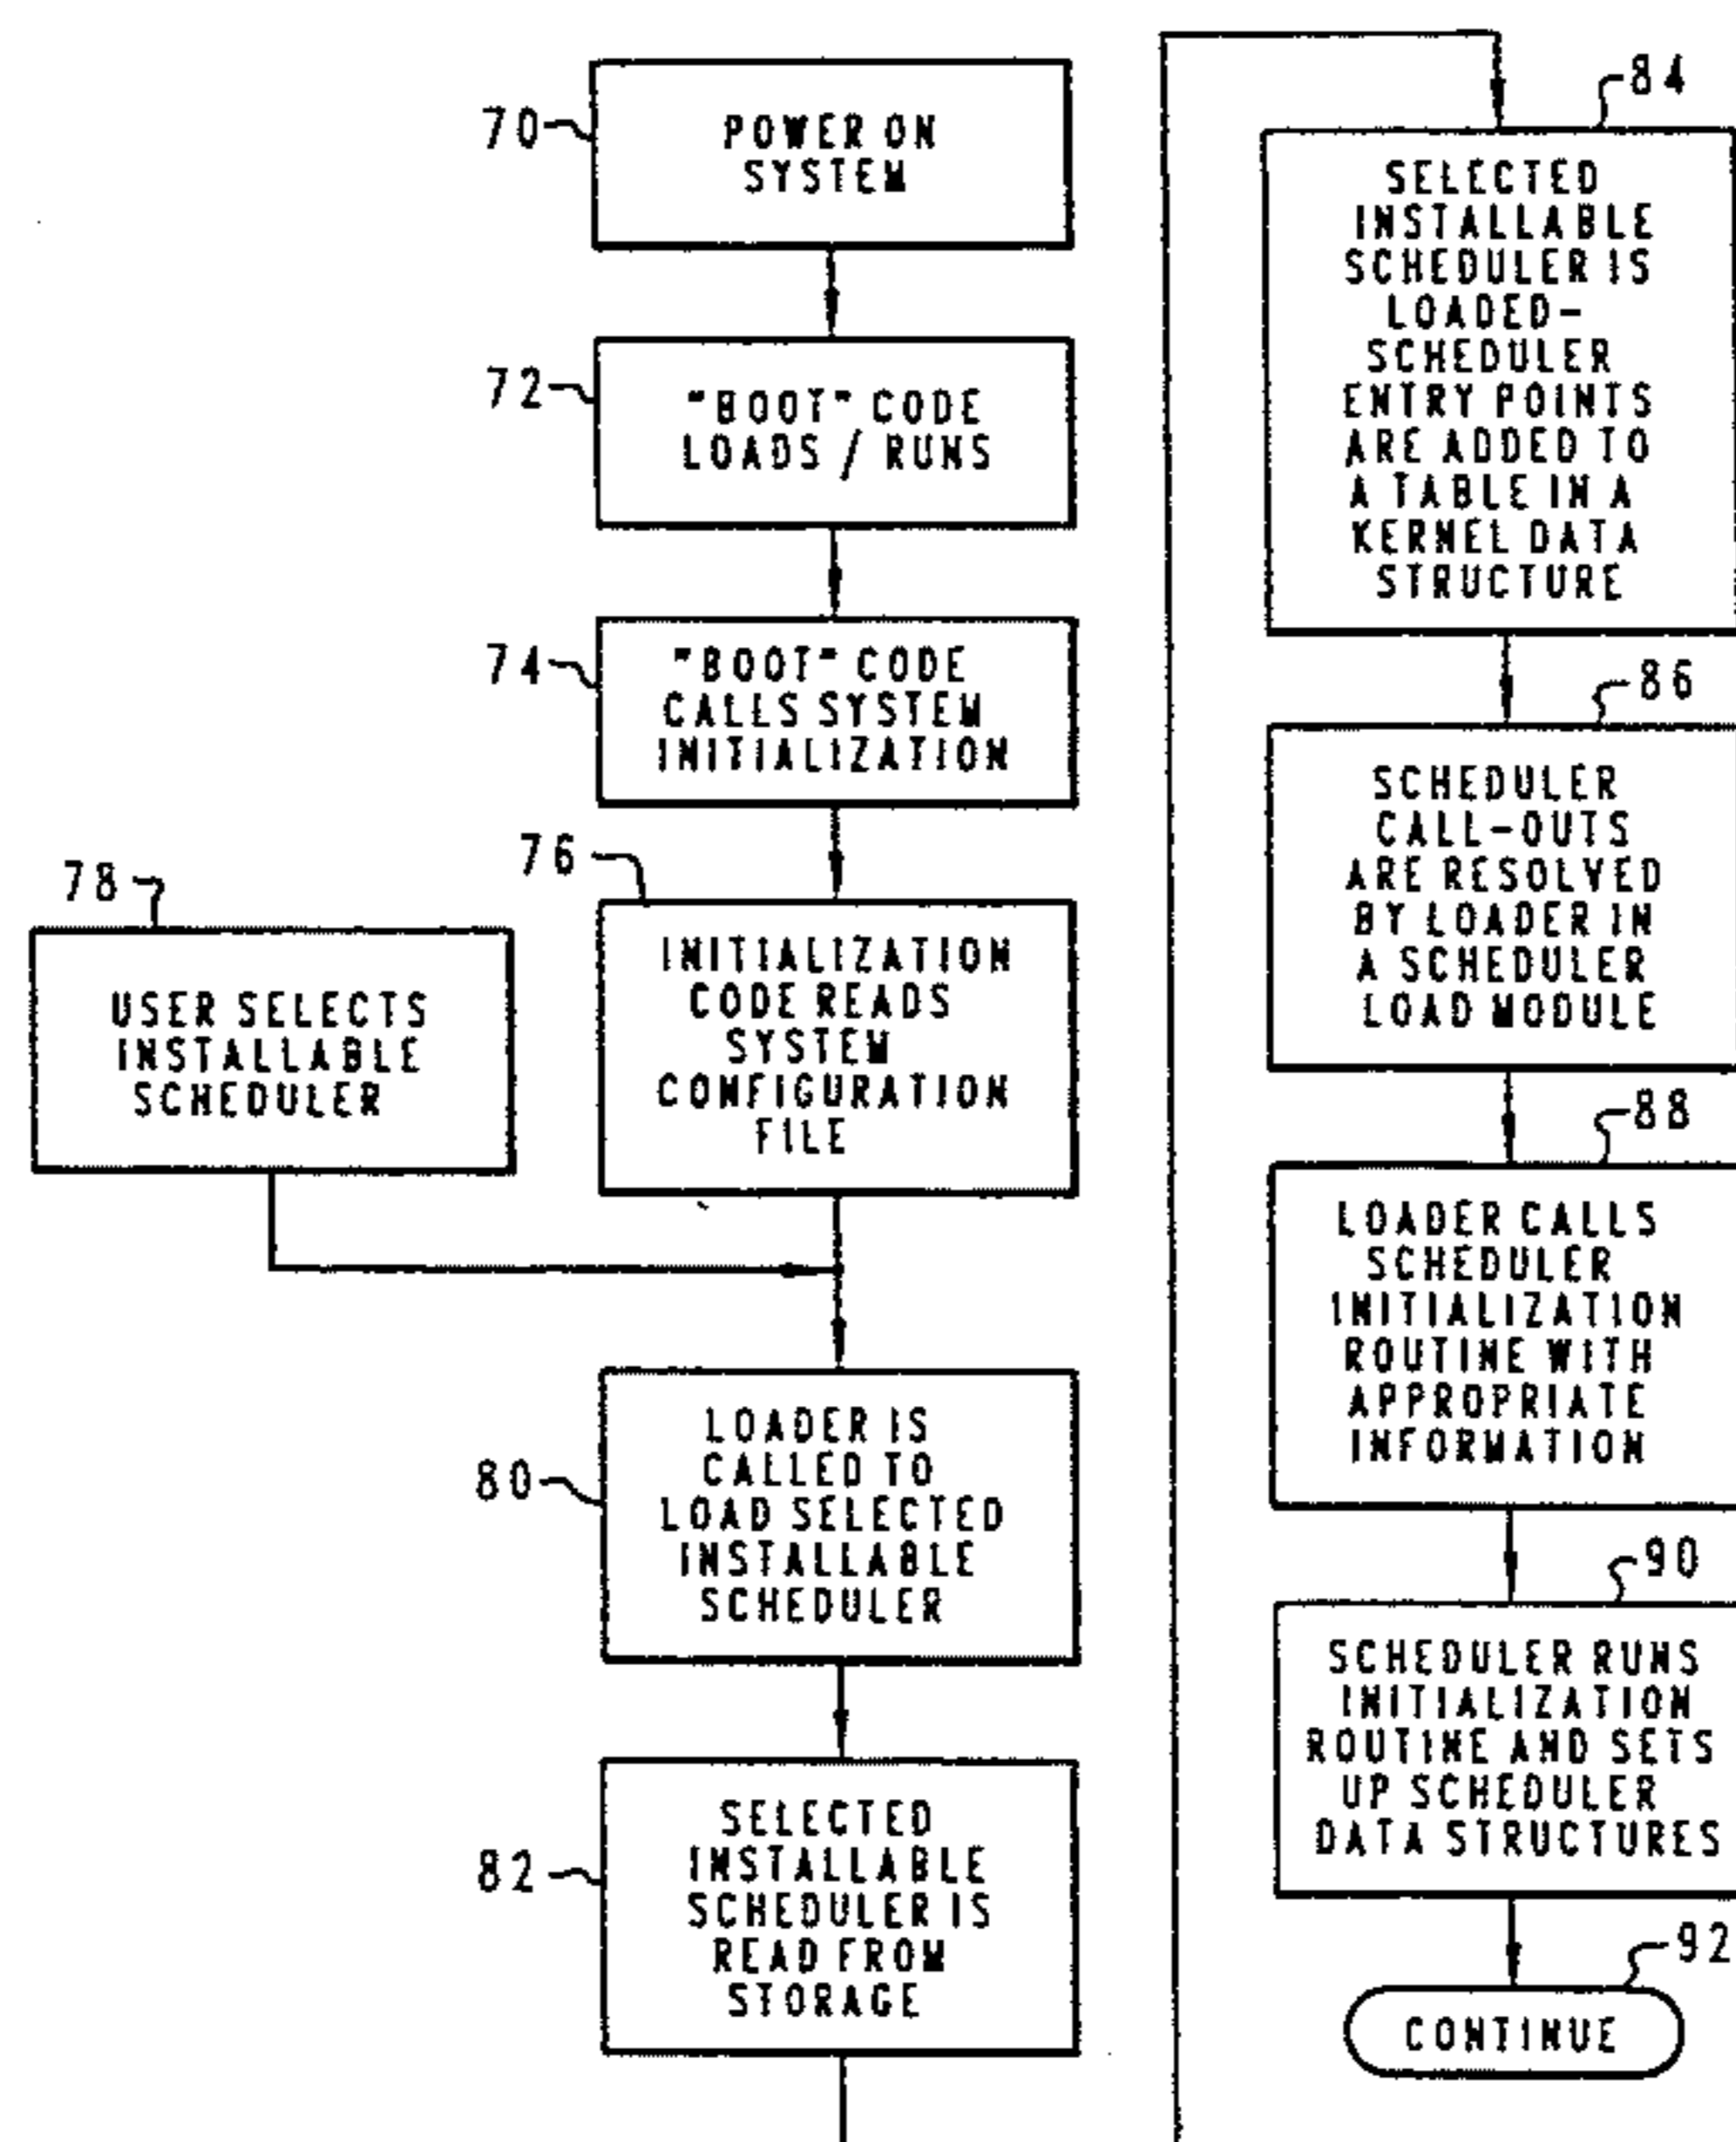 70
POWER ON
SYSTEM
72
"BOOT" CODE
LOADS / RUNS
74
"BOOT" CODE
CALLS SYSTEM
INITIALIZATION
76
INITIALIZATION
CODE READS
SYSTEM
CONFIGURATION
FILE
78
USER SELECTS
INSTALLABLE
SCHEDULER
80
LOADER IS
CALLED TO
LOAD SELECTED
INSTALLABLE
SCHEDULER
82
SELECTED
INSTALLABLE
SCHEDULER IS
READ FROM
STORAGE
84
SELECTED
INSTALLABLE
SCHEDULER IS
LOADED-
SCHEDULER
ENTRY POINTS
ARE ADDED TO
A TABLE IN A
KERNEL DATA
STRUCTURE
86
SCHEDULER
CALL-OUTS
ARE RESOLVED
BY LOADER IN
A SCHEDULER
LOAD MODULE
88
LOADER CALLS
SCHEDULER
INITIALIZATION
ROUTINE WITH
APPROPRIATE
INFORMATION
90
SCHEDULER RUNS
INITIALIZATION
ROUTINE AND SETS
UP SCHEDULER
DATA STRUCTURES
92
CONTINUE